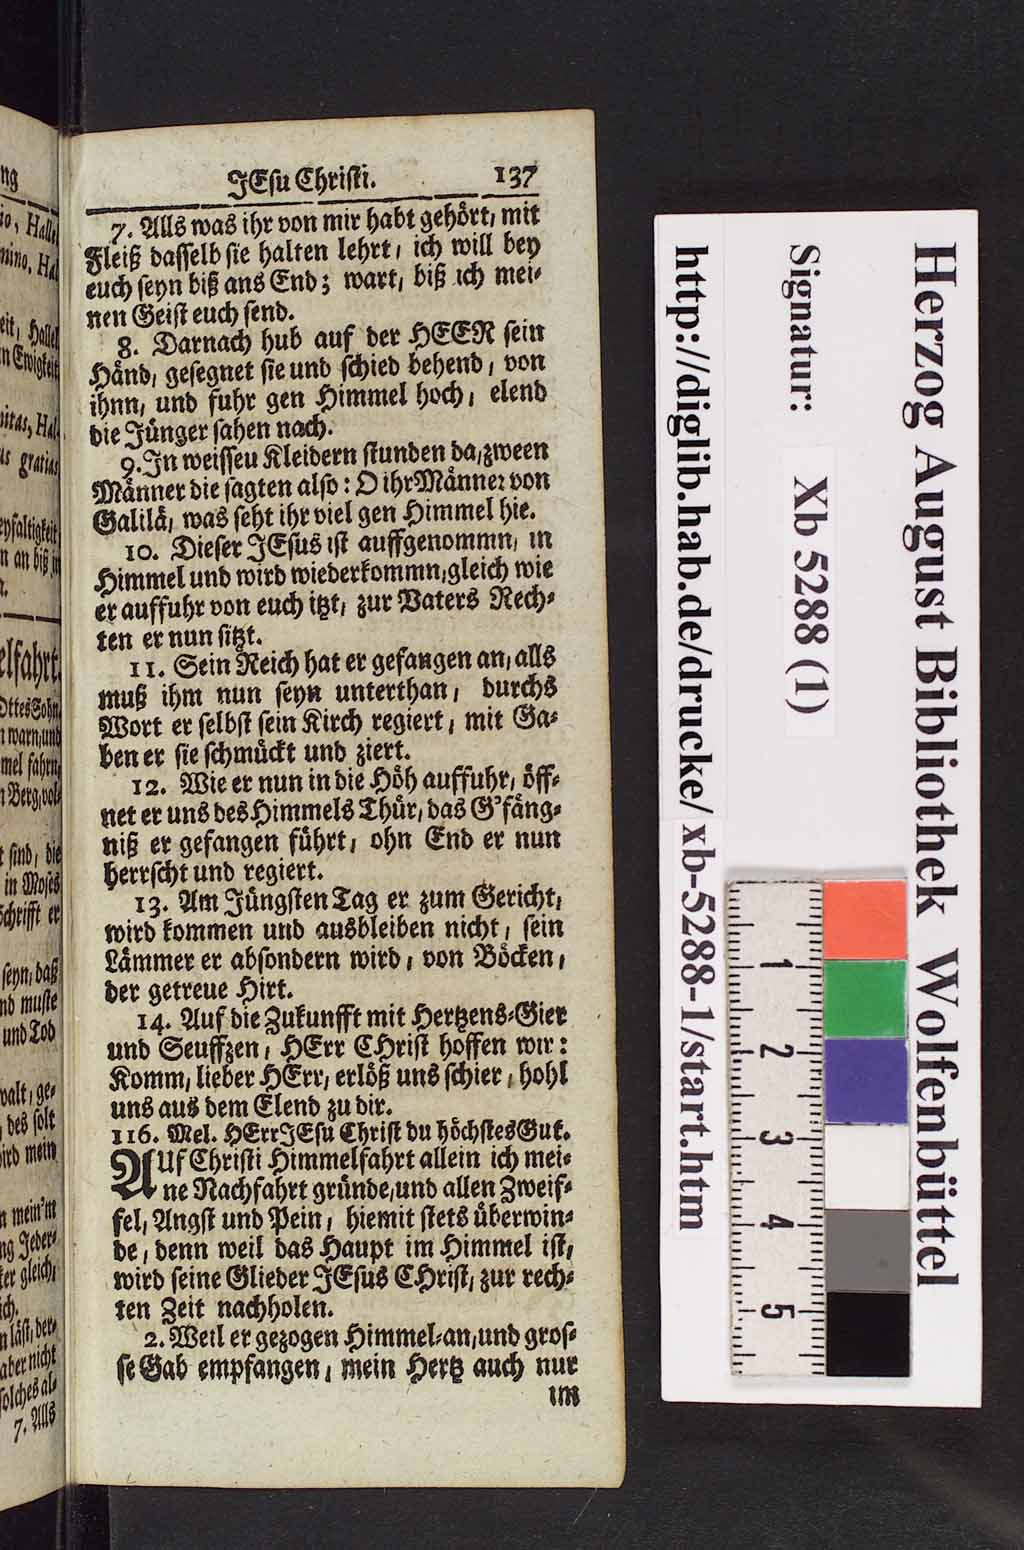 JEsu Christi. 137
7. Alls was ihr von mir habt gehört, mit
Fleiß dasselb sie halten lehrt, ich will bey
euch seyn biß ans End; wart, biß ich mei-
nen Geist euch send.
8. Darnach hub auf der HEER sein
Händ, gesegnet sie und schied behend, von
ihnn, und fuhr gen Himmel hoch, elend
die Jünger sahen nach.
9. In weisseu Kleidern stunden da, zween
Männer die sagten also: O ihr Männer von
Galilä, was seht ihr viel gen Himmel hie.
10. Dieser JEsus ist auffgenommn, in
Himmel und wird wiederkommn, gleich wie
er auffuhr von euch itzt, zur Vaters Rech-
ten er nun sitzt.
11. Sein Reich hat er gefangen an, alls
muß ihm nun seyn unterthan, durchs
Wort er selbst sein Kirch regiert, mit Ga-
ben er sie schmückt und ziert.
12. Wie er nun in die Höh auffuhr, öff-
net er uns des Himmels Thür, das G'fäng-
niß er gefangen führt, ohn End er nun
herrscht und regiert.
13. Am Jüngsten Tag er zum Gericht,
wird kommen und ausbleiben nicht, sein
Lämmer er absondern wird, von Böcken,
der getreue Hirt.
14. Auf die Zukunfft mit Hertzens-Gier
und Seuffzen, HErr CHrist hoffen wir:
Komm, lieber HErr, erlöß uns schier, hohl
uns aus dem Elend zu dir.
116. Mel. HErr JEsu Christ du höchstes Gut.
AUf Christi Himmelfahrt allein ich mei-
ne Nachfahrt gründe, und allen Zweif-
fel, Angst und Pein, hiemit stets überwin-
de, denn weil das Haupt im Himmel ist,
wird seine Glieder JEsus CHrist, zur rech-
ten Zeit nachholen.
2. Weil er gezogen Himmel-an, und gros-
se Gab empfangen, mein Hertz auch nur
im
Herzog August Bibliothek Wolfenbüttel
Signatur: Xb 5288 (1)
http://diglib.hab.de/drucke/xb-5288-1/start.htm
1
2
3
4
5